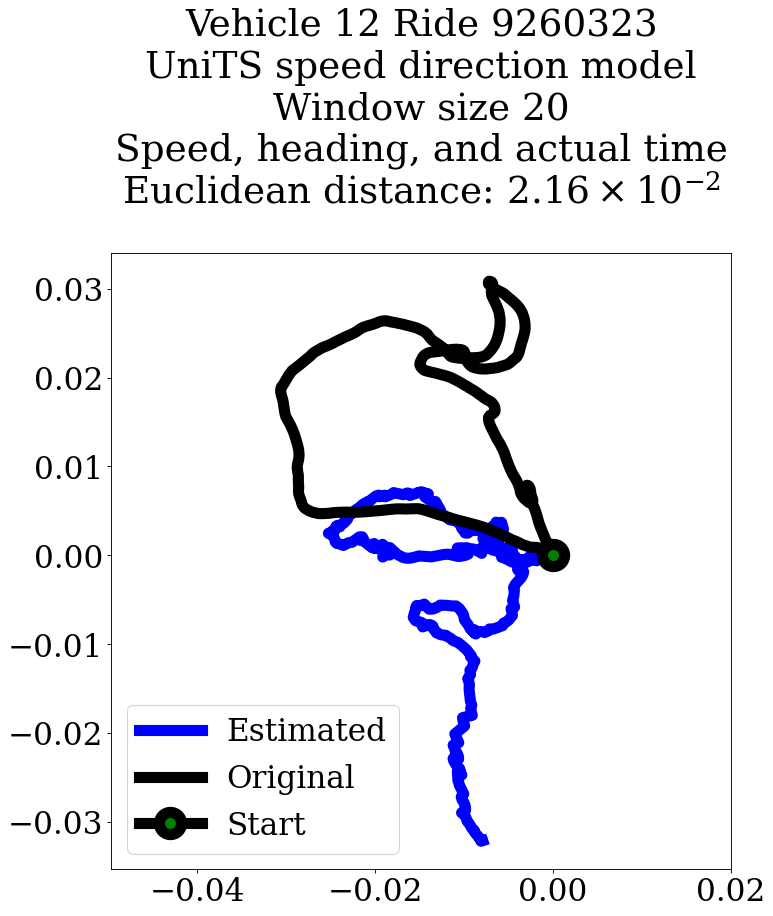 Vehicle 12 Ride 9260323
UniTS speed direction model
Window size 20
Speed, heading, and actual time
Euclidean distance: 2.16 × 10⁻²
0.03
0.02
0.01
0.00
−0.01
−0.02
−0.03
Estimated
Original
Start
−0.04 −0.02 0.00 0.02